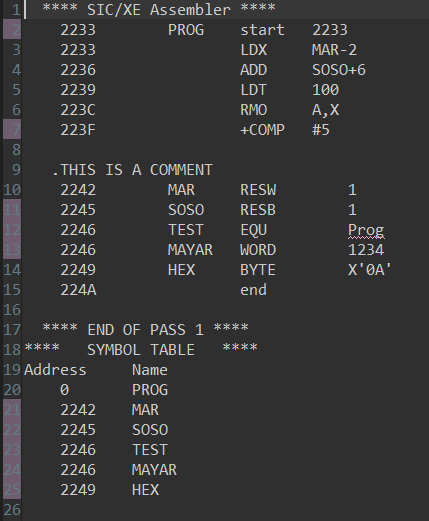 1 **** SIC/XE Assembler ****
2 2233 PROG start 2233
3 2233 LDX MAR-2
4 2236 ADD SOSO+6
5 2239 LDT 100
6 223C RMO A,X
7 223F +COMP #5
8
9 .THIS IS A COMMENT
10 2242 MAR RESW 1
11 2245 SOSO RESB 1
12 2246 TEST EQU Prog
13 2246 MAYAR WORD 1234
14 2249 HEX BYTE X'0A'
15 224A end
16
17 **** END OF PASS 1 ****
18 **** SYMBOL TABLE ****
19 Address Name
20 0 PROG
21 2242 MAR
22 2245 SOSO
23 2246 TEST
24 2246 MAYAR
25 2249 HEX
26